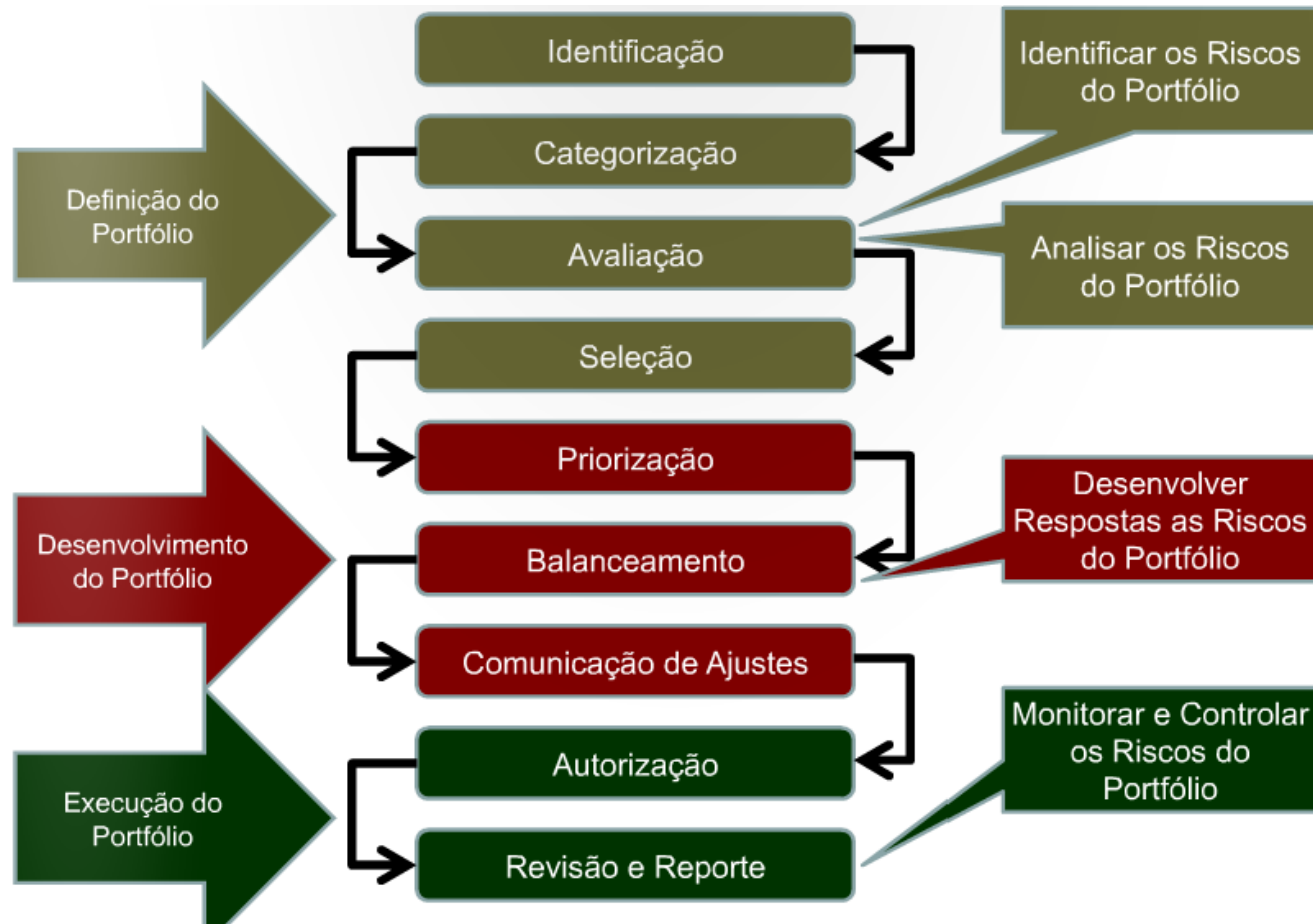 Identificação
Categorização
Avaliação
Seleção
Priorização
Balanceamento
Comunicação de Ajustes
Autorização
Revisão e Reporte
Definição do
Portfólio
Desenvolvimento
do Portfólio
Execução do
Portfólio
Identificar os Riscos
do Portfólio
Analisar os Riscos
do Portfólio
Desenvolver
Respostas as Riscos
do Portfólio
Monitorar e Controlar
os Riscos do
Portfólio